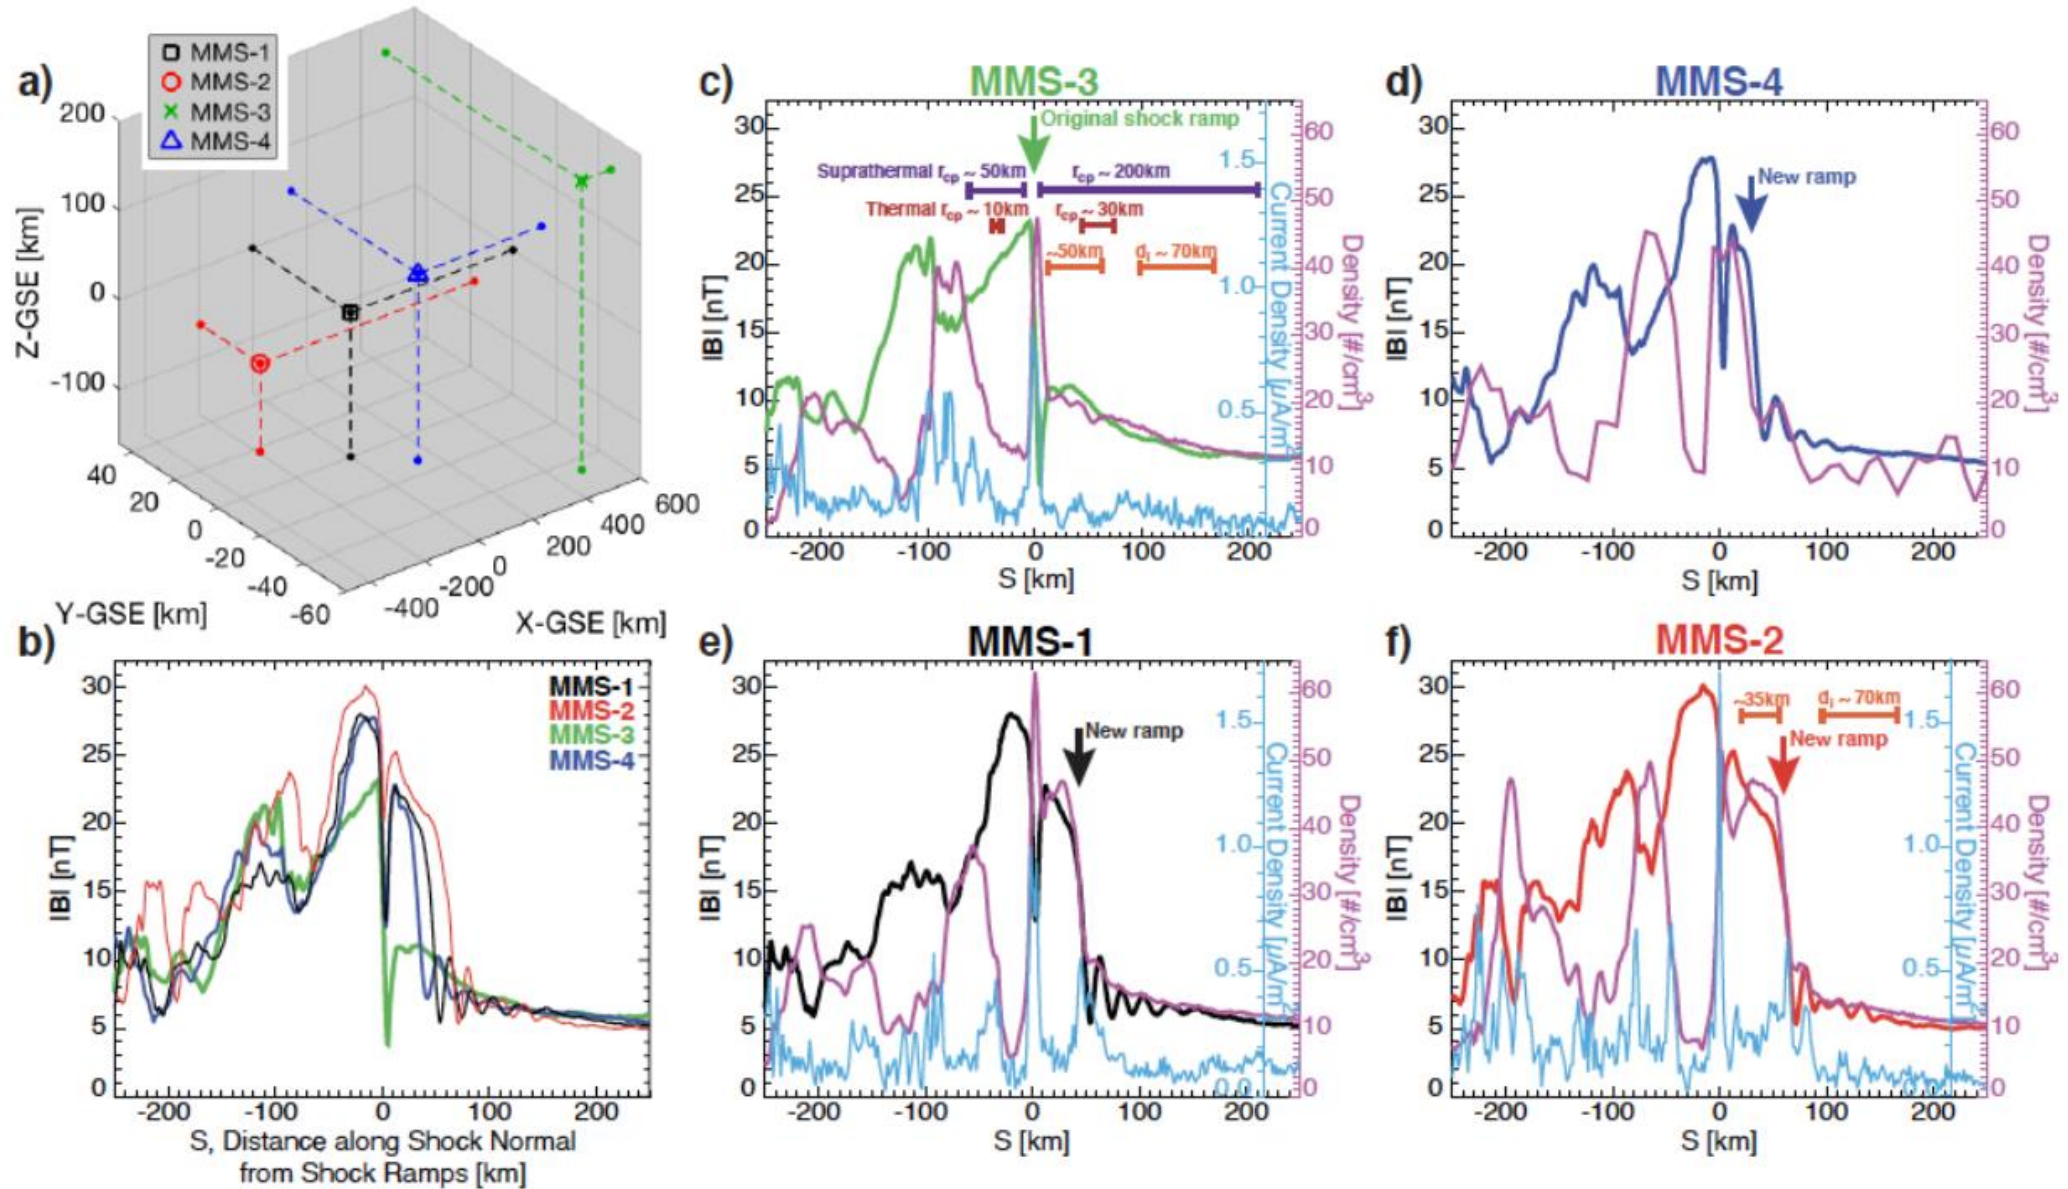 a)
MMS-1
MMS-2
MMS-3
MMS-4
200
100
0
-100
Z-GSE [km]
40
20
0
-20
-40
-60
Y-GSE [km]
-400
-200
0
200
400
600
X-GSE [km]
b)
MMS-1
MMS-2
MMS-3
MMS-4
30
25
20
15
10
5
0
|B| [nT]
-200 -100 0 100 200
S, Distance along Shock Normal
from Shock Ramps [km]
c)
MMS-3
Original shock ramp
Suprathermal rcp ~ 50km
rcp ~ 200km
Thermal rcp ~ 10km
rcp ~ 30km
~50km
di ~ 70km
30
25
20
15
10
5
0
|B| [nT]
1.5
1.0
0.5
Current Density [μA/m2
60
50
40
30
20
10
0
Density [#/cm3]
-200 -100 0 100 200
S [km]
d)
MMS-4
New ramp
30
25
20
15
10
5
0
|B| [nT]
60
50
40
30
20
10
0
Density [#/cm3]
-200 -100 0 100 200
S [km]
e)
MMS-1
New ramp
30
25
20
15
10
5
0
|B| [nT]
1.5
1.0
0.5
0.0
Current Density [μA/m2
60
50
40
30
20
10
0
Density [#/cm3]
-200 -100 0 100 200
S [km]
f)
MMS-2
~35km
di ~ 70km
New ramp
30
25
20
15
10
5
0
|B| [nT]
1.5
1.0
0.5
0.0
Current Density [μA/m2
60
50
40
30
20
10
0
Density [#/cm3]
-200 -100 0 100 200
S [km]